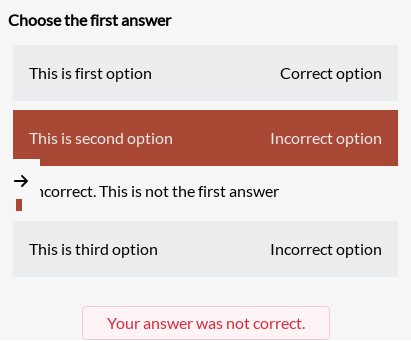 Choose the first answer
This is first option Correct option
This is second option Incorrect option
ncorrect. This is not the first answer
This is third option Incorrect option
Your answer was not correct.